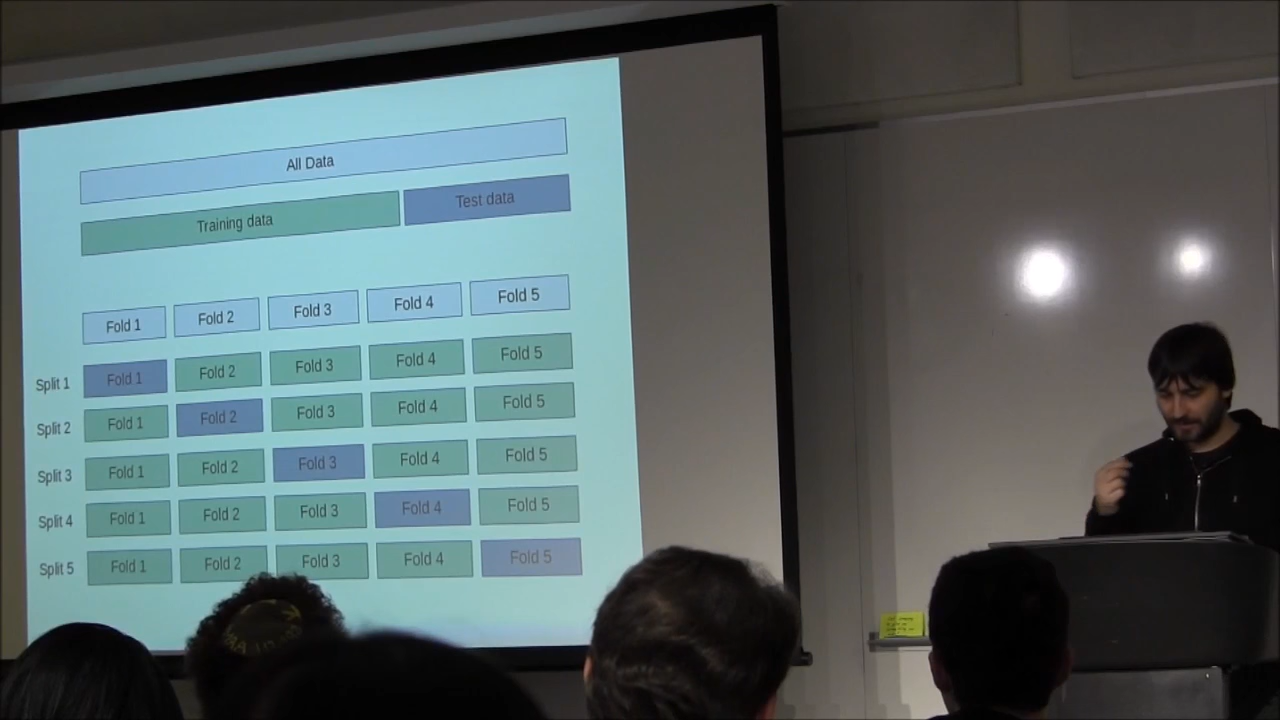 All Data
Training data Test data
Fold 1 Fold 2 Fold 3 Fold 4 Fold 5
Split 1 Fold 1 Fold 2 Fold 3 Fold 4 Fold 5
Split 2 Fold 1 Fold 2 Fold 3 Fold 4 Fold 5
Split 3 Fold 1 Fold 2 Fold 3 Fold 4 Fold 5
Split 4 Fold 1 Fold 2 Fold 3 Fold 4 Fold 5
Split 5 Fold 1 Fold 2 Fold 3 Fold 4 Fold 5